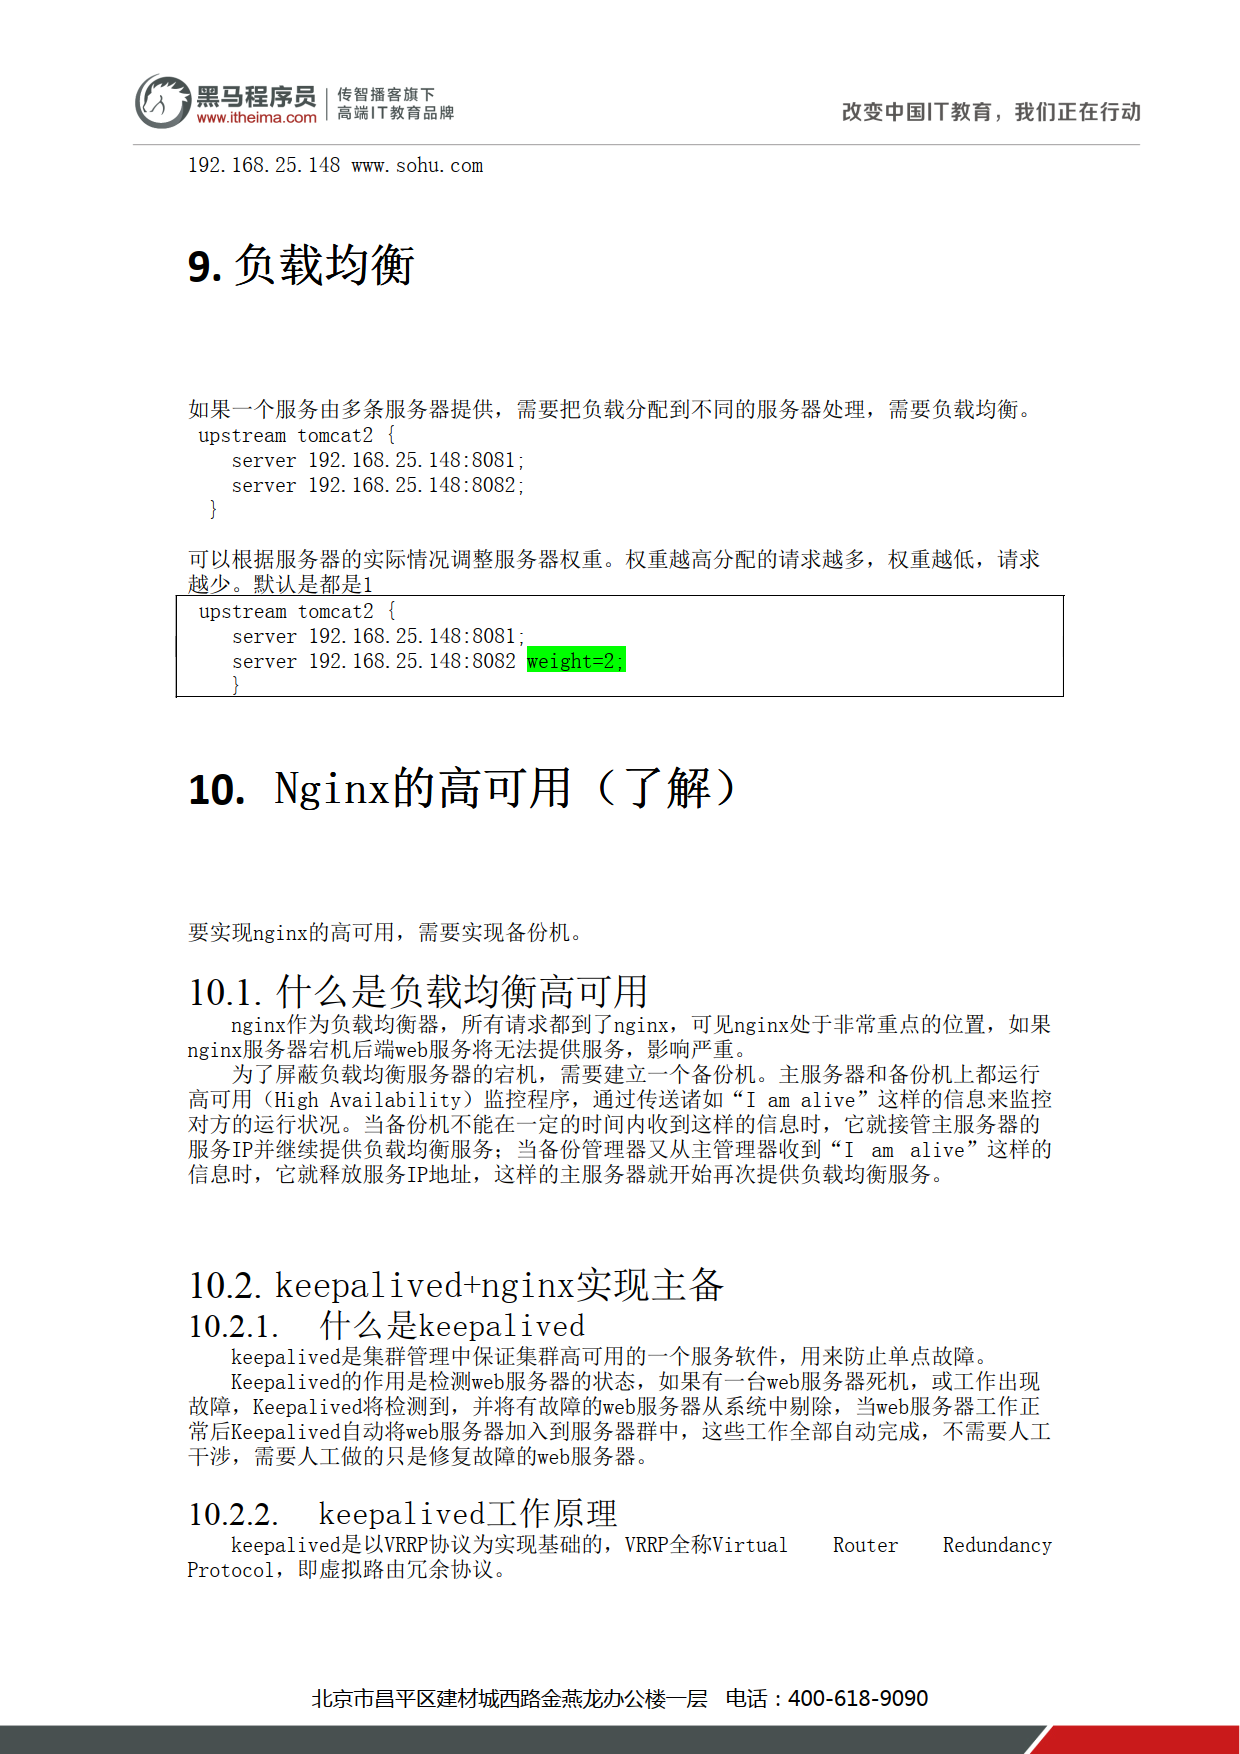 黑马程序员
www.itheima.com
传智播客旗下
高端IT教育品牌
改变中国IT教育，我们正在行动
192.168.25.148 www.sohu.com
9. 负载均衡
如果一个服务由多条服务器提供，需要把负载分配到不同的服务器处理，需要负载均衡。
upstream tomcat2 {
server 192.168.25.148:8081;
server 192.168.25.148:8082;
}
可以根据服务器的实际情况调整服务器权重。权重越高分配的请求越多，权重越低，请求
越少。默认是都是1
upstream tomcat2 {
server 192.168.25.148:8081;
server 192.168.25.148:8082 weight=2;
}
10. Nginx的高可用（了解）
要实现nginx的高可用，需要实现备份机。
10.1. 什么是负载均衡高可用
nginx作为负载均衡器，所有请求都到了nginx，可见nginx处于非常重点的位置，如果
nginx服务器宕机后端web服务将无法提供服务，影响严重。
为了屏蔽负载均衡服务器的宕机，需要建立一个备份机。主服务器和备份机上都运行
高可用（High Availability）监控程序，通过传送诸如“I am alive”这样的信息来监控
对方的运行状况。当备份机不能在一定的时间内收到这样的信息时，它就接管主服务器的
服务IP并继续提供负载均衡服务；当备份管理器又从主管理器收到“I am alive”这样的
信息时，它就释放服务IP地址，这样的主服务器就开始再次提供负载均衡服务。
10.2. keepalived+nginx实现主备
10.2.1. 什么是keepalived
keepalived是集群管理中保证集群高可用的一个服务软件，用来防止单点故障。
Keepalived的作用是检测web服务器的状态，如果有一台web服务器死机，或工作出现
故障，Keepalived将检测到，并将有故障的web服务器从系统中剔除，当web服务器工作正
常后Keepalived自动将web服务器加入到服务器群中，这些工作全部自动完成，不需要人工
干涉，需要人工做的只是修复故障的web服务器。
10.2.2. keepalived工作原理
keepalived是以VRRP协议为实现基础的，VRRP全称Virtual Router Redundancy
Protocol，即虚拟路由冗余协议。
北京市昌平区建材城西路金燕龙办公楼一层 电话：400-618-9090